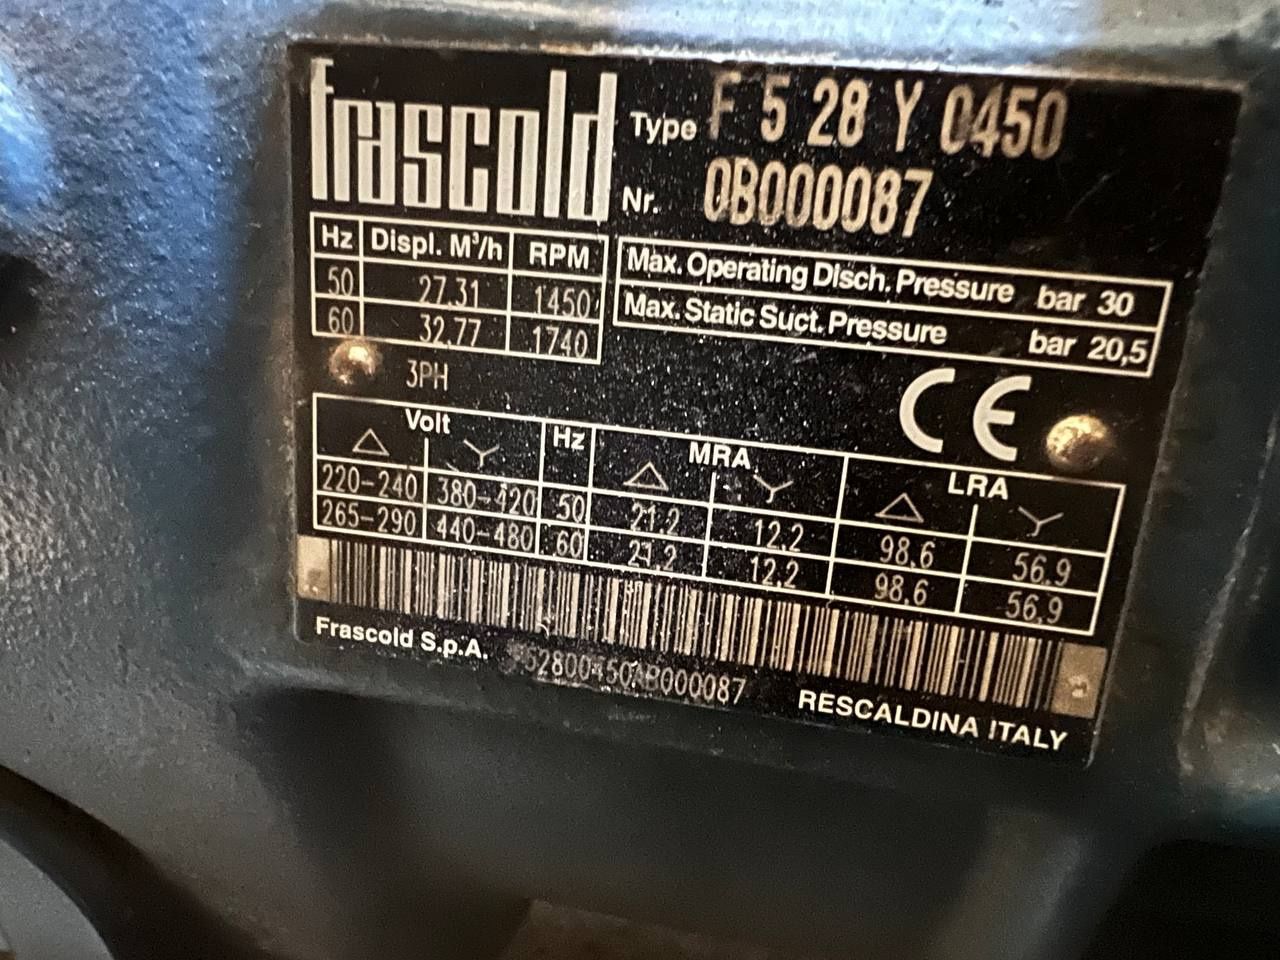 frascold
Type F 5 28 Y 0450
Nr. 0B000087
Hz Displ. M³/h RPM
50 27.31 1450
60 32.77 1740
Max. Operating Disch. Pressure bar 30
Max. Static Suct. Pressure bar 20,5
3PH
CE
Volt Hz MRA LRA
220-240 380-420 50 21.2 12.2 98.6 56.9
265-290 440-480 60 21.2 12.2 98.6 56.9
Frascold S.p.A.
RESCALDINA ITALY